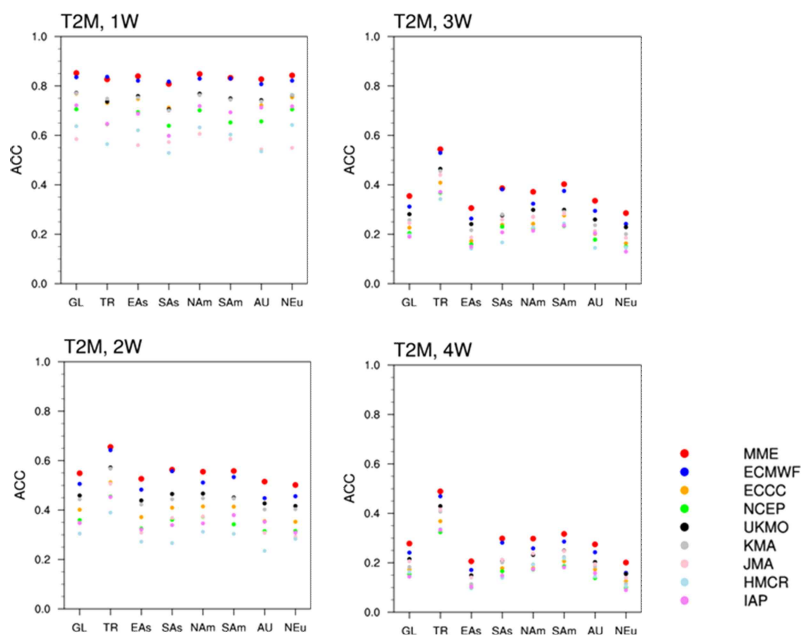 T2M, 1W
1.0
0.8
0.6
0.4
0.2
0.0
ACC
GL TR EAs SAs NAm SAm AU NEu
T2M, 3W
1.0
0.8
0.6
0.4
0.2
0.0
ACC
GL TR EAs SAs NAm SAm AU NEu
T2M, 2W
1.0
0.8
0.6
0.4
0.2
0.0
ACC
GL TR EAs SAs NAm SAm AU NEu
T2M, 4W
1.0
0.8
0.6
0.4
0.2
0.0
ACC
GL TR EAs SAs NAm SAm AU NEu
MME
ECMWF
ECCC
NCEP
UKMO
KMA
JMA
HMCR
IAP